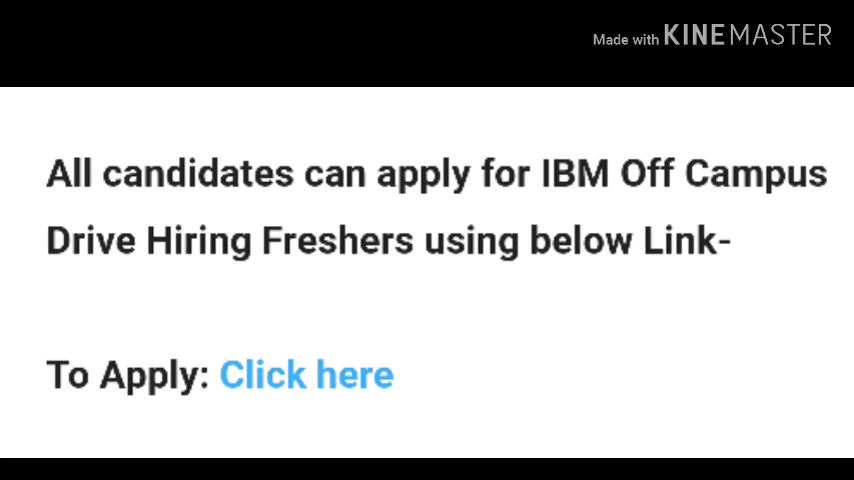 Made with KINEMASTER
All candidates can apply for IBM Off Campus
Drive Hiring Freshers using below Link-
To Apply: Click here